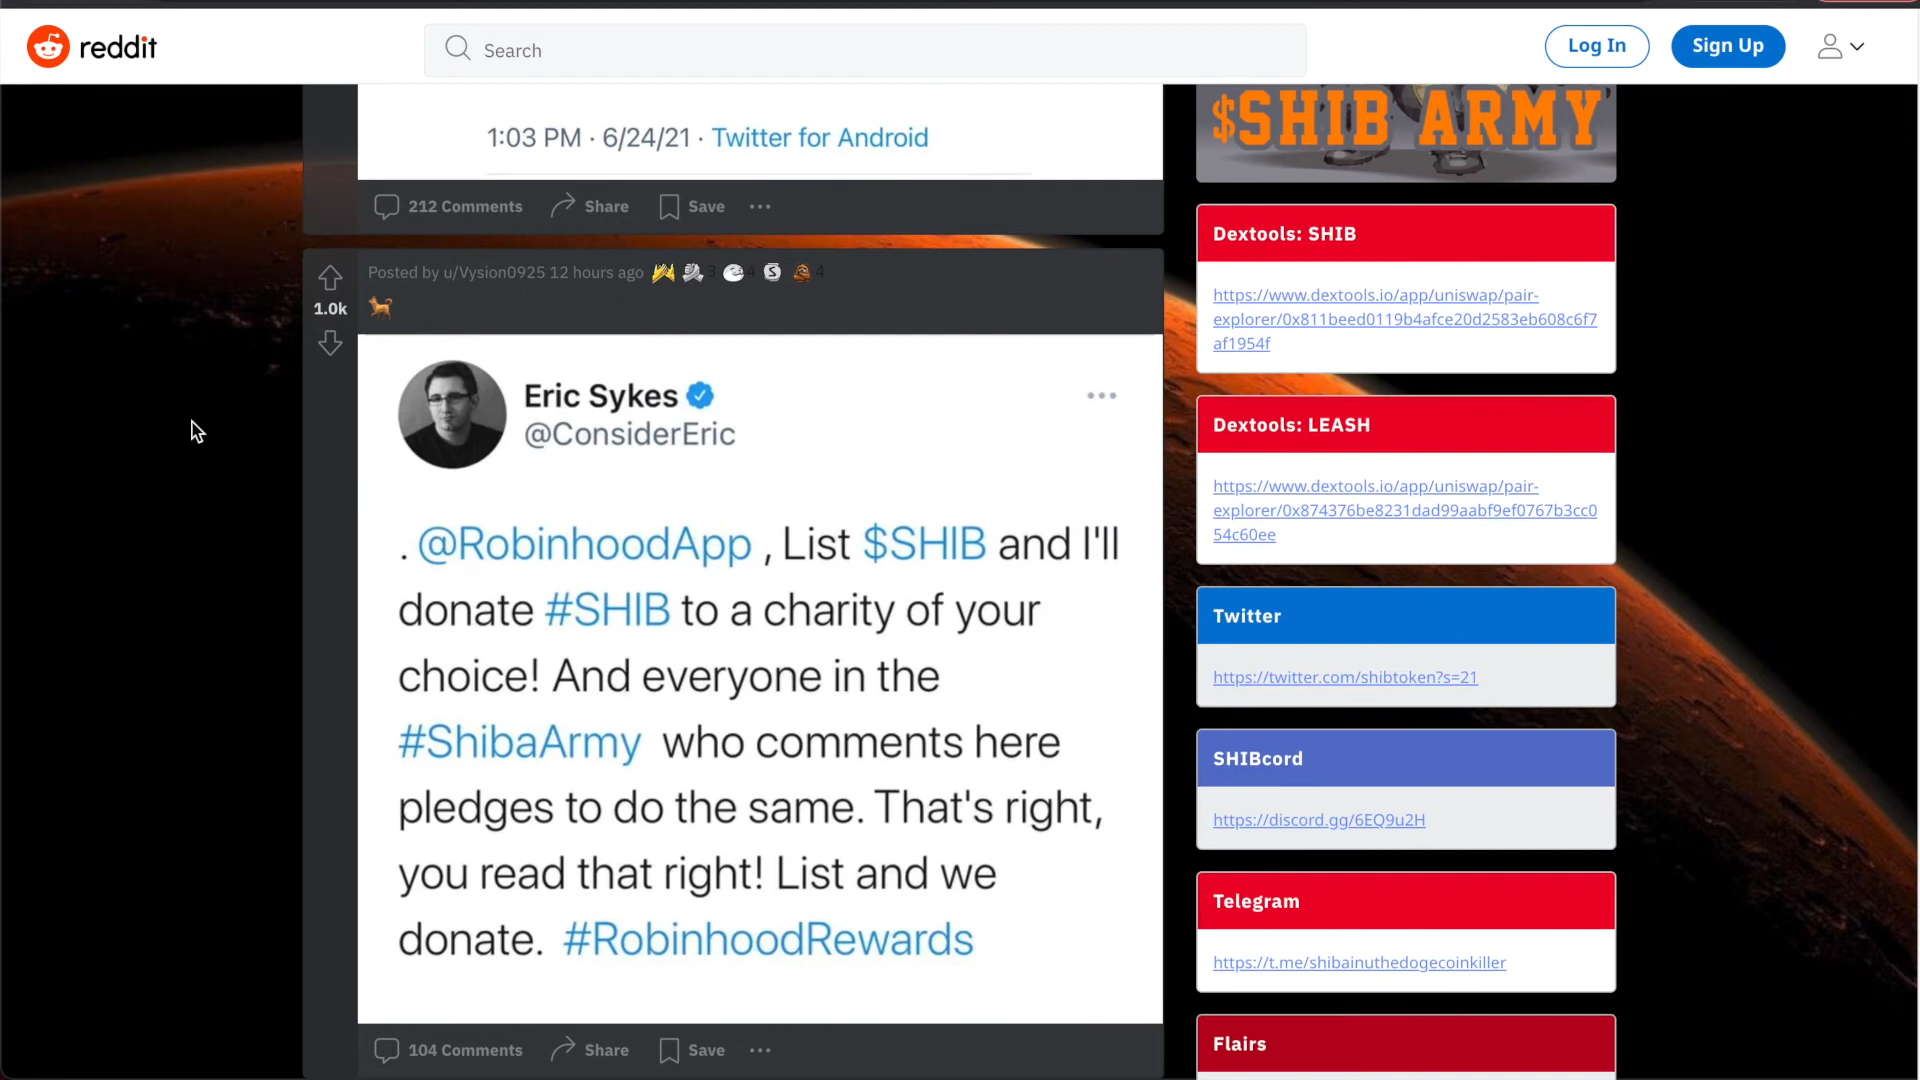 reddit
Search
Log In
Sign Up
1:03 PM · 6/24/21 · Twitter for Android
212 Comments
Share
Save
Posted by u/Vysion0925 12 hours ago 3 4 4
1.0k
Eric Sykes
@ConsiderEric
. @RobinhoodApp , List $SHIB and I'll
donate #SHIB to a charity of your
choice! And everyone in the
#ShibaArmy who comments here
pledges to do the same. That's right,
you read that right! List and we
donate. #RobinhoodRewards
104 Comments
Share
Save
$SHIB ARMY
Dextools: SHIB
https://www.dextools.io/app/uniswap/pair-
explorer/0x811beed0119b4afce20d2583eb608c6f7
af1954f
Dextools: LEASH
https://www.dextools.io/app/uniswap/pair-
explorer/0x874376be8231dad99aabf9ef0767b3cc0
54c60ee
Twitter
https://twitter.com/shibtoken?s=21
SHIBcord
https://discord.gg/6EQ9u2H
Telegram
https://t.me/shibainuthedogecoinkiller
Flairs